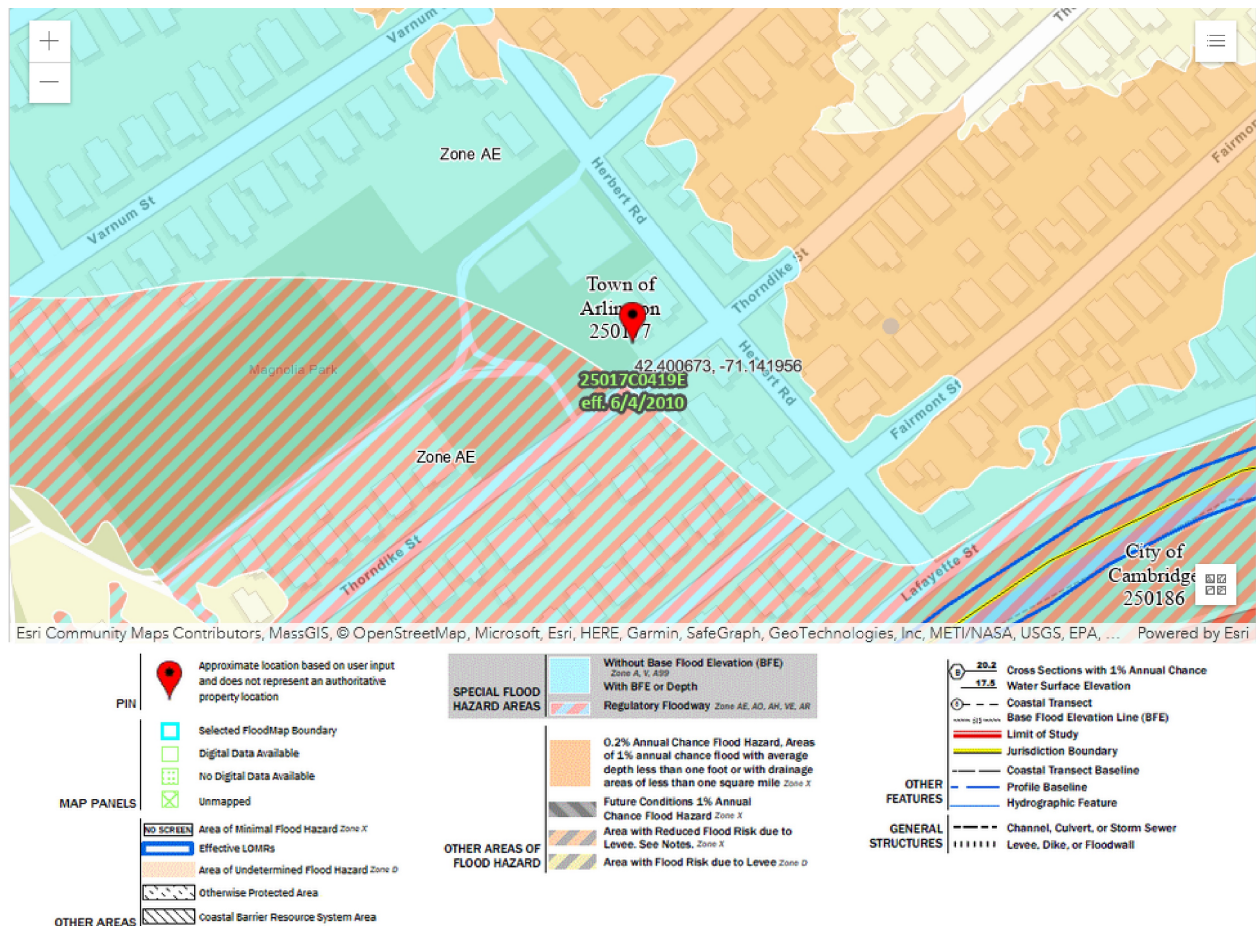 Varnum St
Th
Fairmon
Zone AE
Herbert Rd
Varnum St
Thorndike St
Town of
Arlington
250177
42.400673, -71.141956
Magnolia Park
25017C0419E
eff. 6/4/2010
Herbert Rd
Fairmont St
Zone AE
Thorndike St
Lafayette St
City of
Cambridge
250186
Esri Community Maps Contributors, MassGIS, © OpenStreetMap, Microsoft, Esri, HERE, Garmin, SafeGraph, GeoTechnologies, Inc, METI/NASA, USGS, EPA, ... Powered by Esri
PIN
Approximate location based on user input
and does not represent an authoritative
property location
MAP PANELS
Selected FloodMap Boundary
Digital Data Available
No Digital Data Available
Unmapped
OTHER AREAS
NO SCREEN Area of Minimal Flood Hazard Zone X
Effective LOMRs
Area of Undetermined Flood Hazard Zone D
Otherwise Protected Area
Coastal Barrier Resource System Area
SPECIAL FLOOD
HAZARD AREAS
Without Base Flood Elevation (BFE)
Zone A, V, A99
With BFE or Depth
Regulatory Floodway Zone AE, AO, AH, VE, AR
OTHER AREAS OF
FLOOD HAZARD
0.2% Annual Chance Flood Hazard, Areas
of 1% annual chance flood with average
depth less than one foot or with drainage
areas of less than one square mile Zone X
Future Conditions 1% Annual
Chance Flood Hazard Zone X
Area with Reduced Flood Risk due to
Levee. See Notes. Zone X
Area with Flood Risk due to Levee Zone D
OTHER
FEATURES
B 20.2 Cross Sections with 1% Annual Chance
17.5 Water Surface Elevation
8 Coastal Transect
513 Base Flood Elevation Line (BFE)
Limit of Study
Jurisdiction Boundary
Coastal Transect Baseline
Profile Baseline
Hydrographic Feature
GENERAL
STRUCTURES
Channel, Culvert, or Storm Sewer
Levee, Dike, or Floodwall